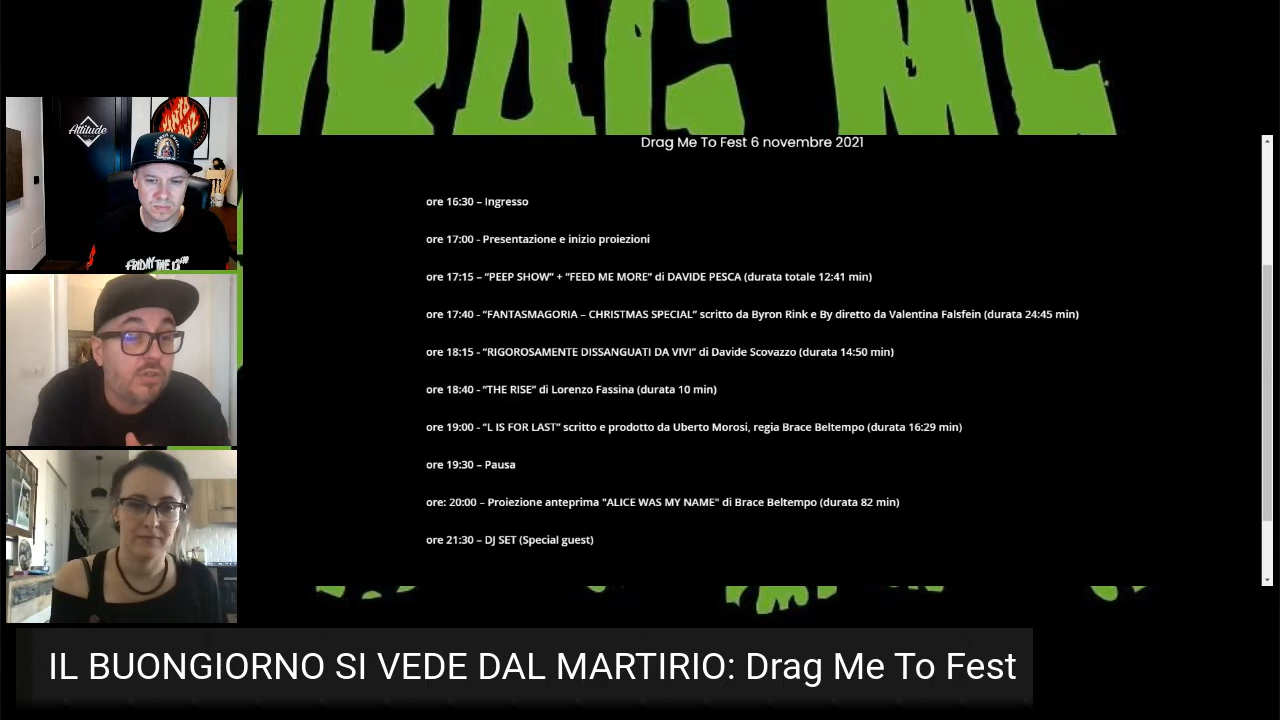 DRAG ME
Attitude
FRIDAY THE 13TH
Drag Me To Fest 6 novembre 2021
ore 16:30 – Ingresso
ore 17:00 - Presentazione e inizio proiezioni
ore 17:15 – “PEEP SHOW” + “FEED ME MORE” di DAVIDE PESCA (durata totale 12:41 min)
ore 17:40 - “FANTASMAGORIA – CHRISTMAS SPECIAL” scritto da Byron Rink e By diretto da Valentina Falsfein (durata 24:45 min)
ore 18:15 - “RIGOROSAMENTE DISSANGUATI DA VIVI” di Davide Scovazzo (durata 14:50 min)
ore 18:40 - “THE RISE” di Lorenzo Fassina (durata 10 min)
ore 19:00 - “L IS FOR LAST” scritto e prodotto da Uberto Morosi, regia Brace Beltempo (durata 16:29 min)
ore 19:30 – Pausa
ore: 20:00 – Proiezione anteprima "ALICE WAS MY NAME" di Brace Beltempo (durata 82 min)
ore 21:30 – DJ SET (Special guest)
IL BUONGIORNO SI VEDE DAL MARTIRIO: Drag Me To Fest